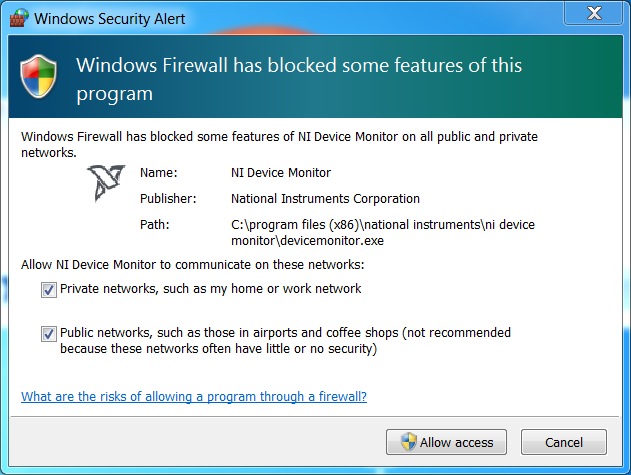 Windows Security Alert
Windows Firewall has blocked some features of this
program
Windows Firewall has blocked some features of NI Device Monitor on all public and private
networks.
Name: NI Device Monitor
Publisher: National Instruments Corporation
Path: C:\program files (x86)\national instruments\ni device
monitor\devicemonitor.exe
Allow NI Device Monitor to communicate on these networks:
Private networks, such as my home or work network
Public networks, such as those in airports and coffee shops (not recommended
because these networks often have little or no security)
What are the risks of allowing a program through a firewall?
Allow access Cancel